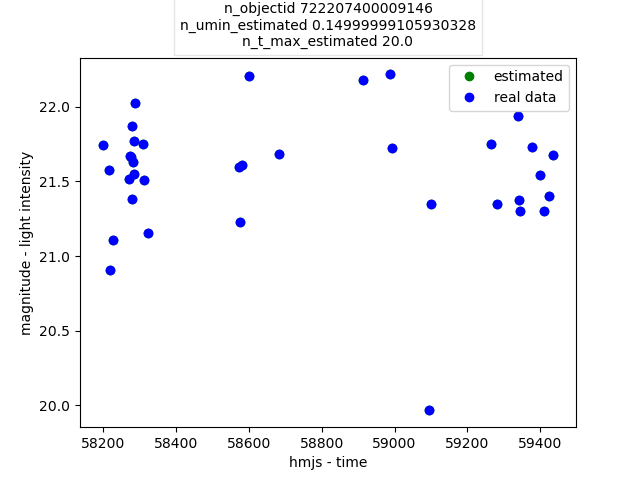 n_objectid 722207400009146
n_umin_estimated 0.14999999105930328
n_t_max_estimated 20.0
estimated
real data
22.0
21.5
21.0
20.5
20.0
magnitude - light intensity
58200 58400 58600 58800 59000 59200 59400
hmjs - time